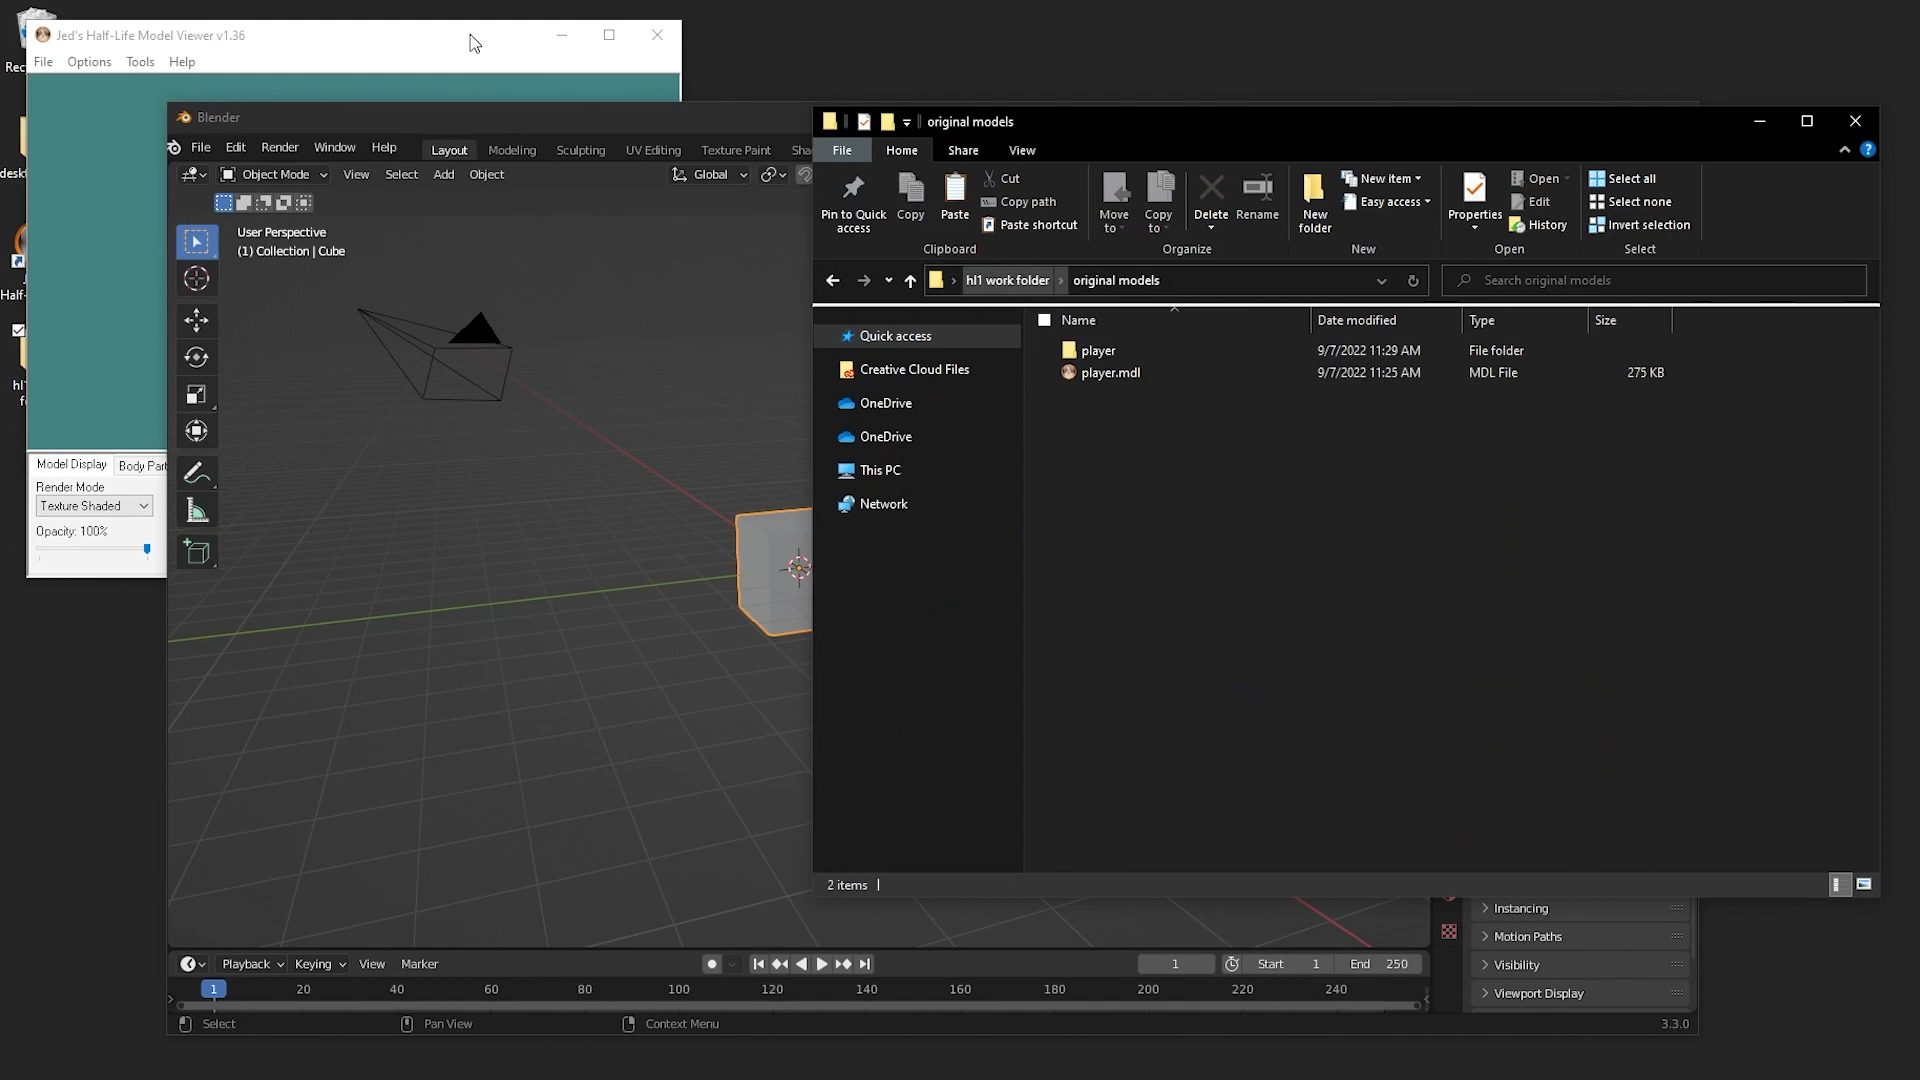 Rec
Jed's Half-Life Model Viewer v1.36
File Options Tools Help
Half-
hl1
Model Display Body Part
Render Mode
Texture Shaded
Opacity: 100%
Blender
File Edit Render Window Help Layout Modeling Sculpting UV Editing Texture Paint Sha
Object Mode View Select Add Object Global
User Perspective
(1) Collection | Cube
original models
File Home Share View
Pin to Quick access
Copy
Paste
Cut
Copy path
Paste shortcut
Clipboard
Move to
Copy to
Delete
Rename
Organize
New folder
New item
Easy access
New
Properties
Open
Edit
History
Open
Select all
Select none
Invert selection
Select
hl1 work folder original models
Search original models
Quick access
Creative Cloud Files
OneDrive
OneDrive
This PC
Network
Name Date modified Type Size
player 9/7/2022 11:29 AM File folder
player.mdl 9/7/2022 11:25 AM MDL File 275 KB
2 items
Instancing
Motion Paths
Visibility
Viewport Display
Playback Keying View Marker 1 Start 1 End 250
1 20 40 60 80 100 120 140 160 180 200 220 240
Select Pan View Context Menu 3.3.0